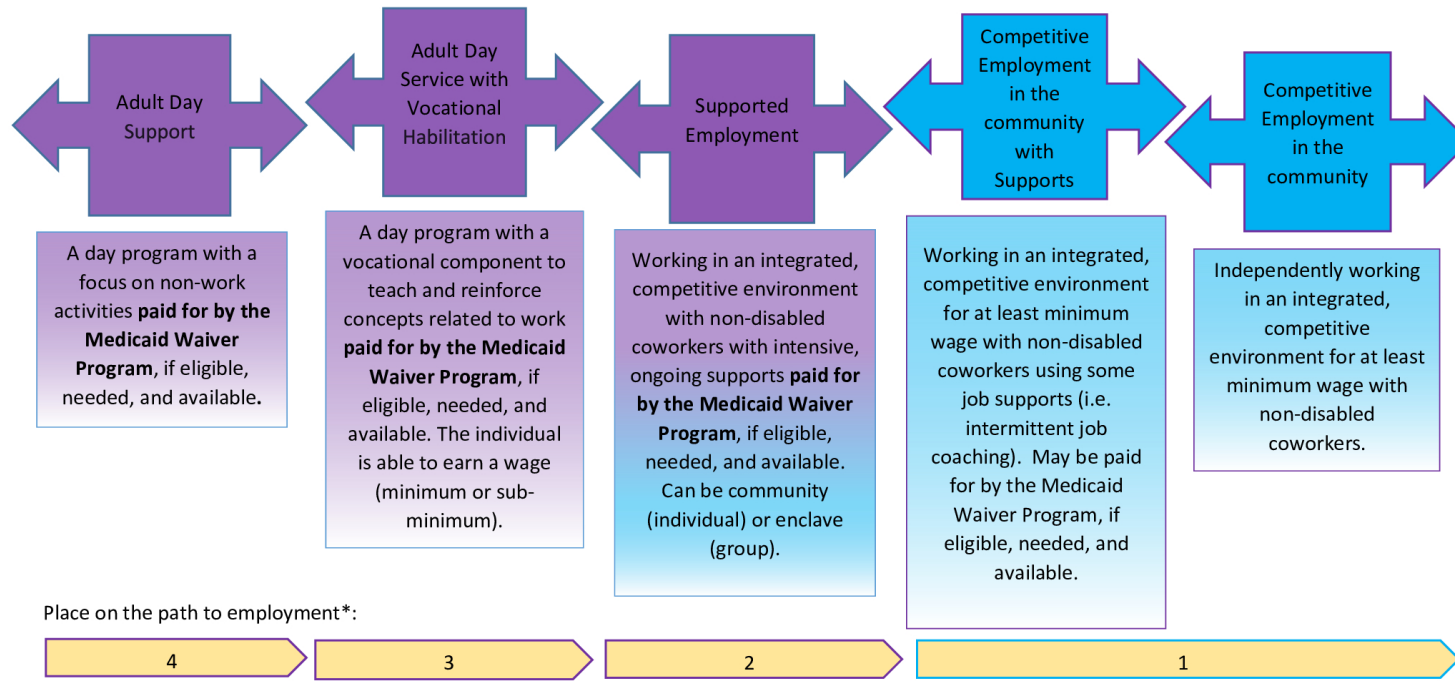 Adult Day
Support
Adult Day
Service with
Vocational
Habilitation
Supported
Employment
Competitive
Employment
in the
community
with
Supports
Competitive
Employment
in the
community
A day program with a
focus on non-work
activities paid for by the
Medicaid Waiver
Program, if eligible,
needed, and available.
A day program with a
vocational component to
teach and reinforce
concepts related to work
paid for by the Medicaid
Waiver Program, if
eligible, needed, and
available. The individual
is able to earn a wage
(minimum or sub-
minimum).
Working in an integrated,
competitive environment
with non-disabled
coworkers with intensive,
ongoing supports paid for
by the Medicaid Waiver
Program, if eligible,
needed, and available.
Can be community
(individual) or enclave
(group).
Working in an integrated,
competitive environment
for at least minimum
wage with non-disabled
coworkers using some
job supports (i.e.
intermittent job
coaching).  May be paid
for by the Medicaid
Waiver Program, if
eligible, needed, and
available.
Independently working
in an integrated,
competitive
environment for at least
minimum wage with
non-disabled
coworkers.
Place on the path to employment*:
4
3
2
1